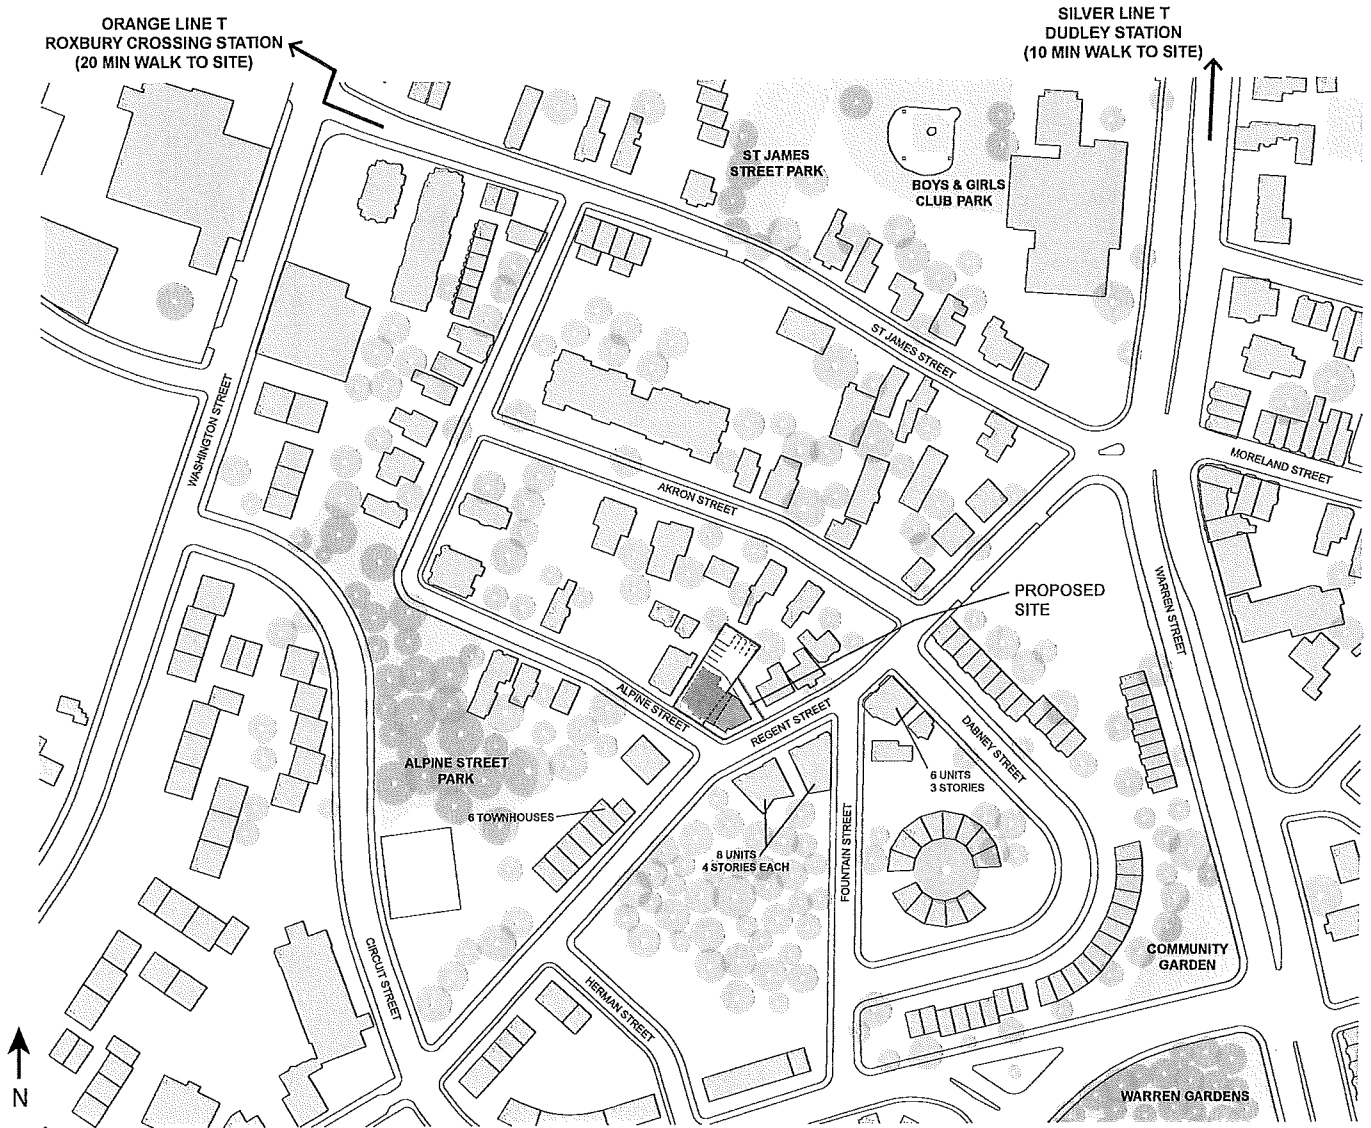 ORANGE LINE T
ROXBURY CROSSING STATION
(20 MIN WALK TO SITE)
SILVER LINE T
DUDLEY STATION
(10 MIN WALK TO SITE)
ST JAMES
STREET PARK
BOYS & GIRLS
CLUB PARK
ST JAMES STREET
WASHINGTON STREET
MORELAND STREET
AKRON STREET
PROPOSED
SITE
WARREN STREET
ALPINE STREET
REGENT STREET
DABNEY STREET
ALPINE STREET
PARK
6 UNITS
3 STORIES
6 TOWNHOUSES
8 UNITS
4 STORIES EACH
FOUNTAIN STREET
CIRCUIT STREET
HERMAN STREET
COMMUNITY
GARDEN
N
WARREN GARDENS